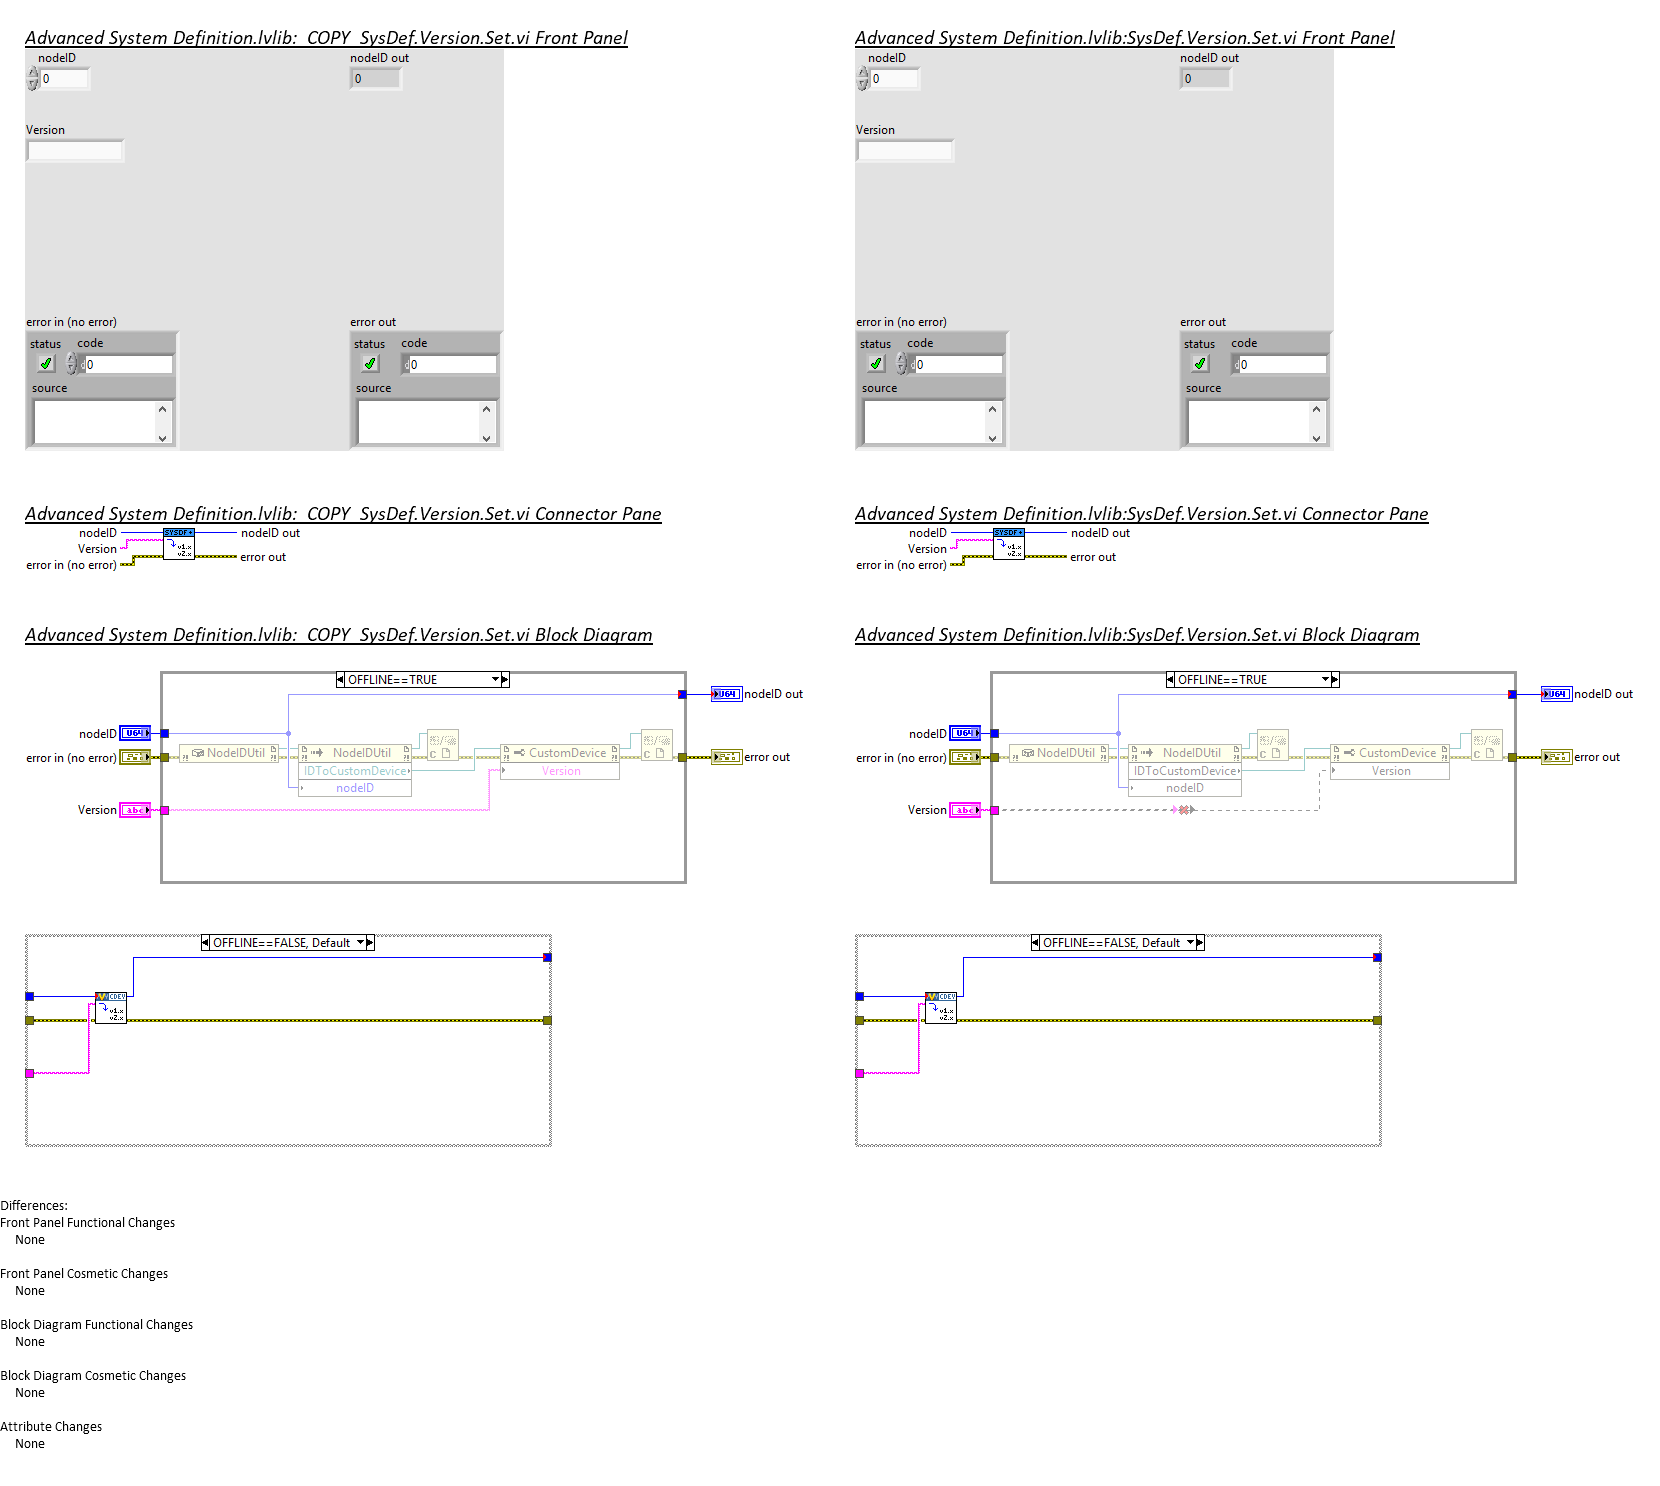 Advanced System Definition.lvlib:_COPY_SysDef.Version.Set.vi Front Panel
nodeID
nodeID out
0
0
Version
error in (no error)
error out
status code
status code
0
0
source
source
Advanced System Definition.lvlib:SysDef.Version.Set.vi Front Panel
nodeID
nodeID out
0
0
Version
error in (no error)
error out
status code
status code
0
0
source
source
Advanced System Definition.lvlib:_COPY_SysDef.Version.Set.vi Connector Pane
nodeID
Version
error in (no error)
SYSDF
v1.x
v2.x
nodeID out
error out
Advanced System Definition.lvlib:SysDef.Version.Set.vi Connector Pane
nodeID
Version
error in (no error)
SYSDF
v1.x
v2.x
nodeID out
error out
Advanced System Definition.lvlib:_COPY_SysDef.Version.Set.vi Block Diagram
OFFLINE==TRUE
U64 nodeID out
nodeID U64
error in (no error)
NodeIDUtil
NodeIDUtil
IDToCustomDevice
nodeID
CustomDevice
Version
error out
Version abc
OFFLINE==FALSE, Default
CDEV
v1.x
v2.x
Advanced System Definition.lvlib:SysDef.Version.Set.vi Block Diagram
OFFLINE==TRUE
U64 nodeID out
nodeID U64
error in (no error)
NodeIDUtil
NodeIDUtil
IDToCustomDevice
nodeID
CustomDevice
Version
error out
Version abc
OFFLINE==FALSE, Default
CDEV
v1.x
v2.x
Differences:
Front Panel Functional Changes
None
Front Panel Cosmetic Changes
None
Block Diagram Functional Changes
None
Block Diagram Cosmetic Changes
None
Attribute Changes
None